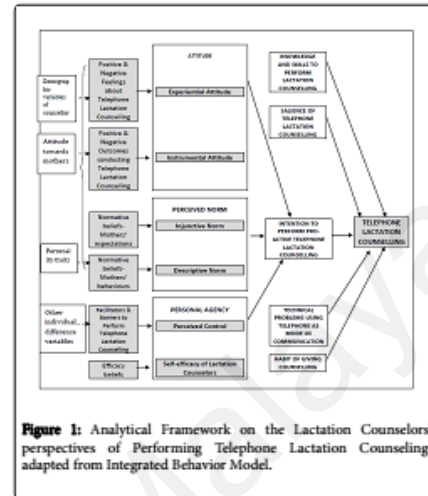 Demograp
hic
variables
of
counselor
Attitude
towards
mothers
Personal
ity traits
Other
individual
difference
variables
Positive &
Negative
Feelings
about
Telephone
Lactation
Counseling
Positive &
Negative
Outcomes
conducting
Telephone
Lactation
Counseling
Normative
beliefs-
Mothers'
expectations
Normative
beliefs-
Mothers'
behaviours
Facilitators &
Barriers to
Perform
Telephone
Lactation
Counselling
Efficacy
beliefs
ATTITUDE
Experiential Attitude
Instrumental Attitude
PERCEIVED NORM
Injunctive Norm
Descriptive Norm
PERSONAL AGENCY
Perceived Control
Self-efficacy of Lactation
Counselors
KNOWLEDGE
AND SKILLS TO
PERFORM
LACTATION
COUNSELLING
SALIENCE OF
TELEPHONE
LACTATION
COUNSELLING
INTENTION TO
PERFORM PRO-
ACTIVE TELEPHONE
LACTATION
COUNSELLING
TELEPHONE
LACTATION
COUNSELLING
TECHNICAL
PROBLEMS USING
TELEPHONE AS
MODE OF
COMMUNICATION
HABIT OF GIVING
COUNSELING
Figure 1: Analytical Framework on the Lactation Counselors
perspectives of Performing Telephone Lactation Counseling
adapted from Integrated Behavior Model.
Malaya